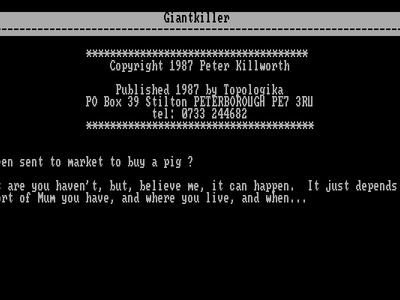 Giantkiller
*************************************
Copyright 1987 Peter Killworth
Published 1987 by Topologika
PO Box 39 Stilton PETERBOROUGH PE7 3RU
tel: 0733 244682
**************************************
en sent to market to buy a pig ?
are you haven't, but, believe me, it can happen. It just depends
ort of Mum you have, and where you live, and when...